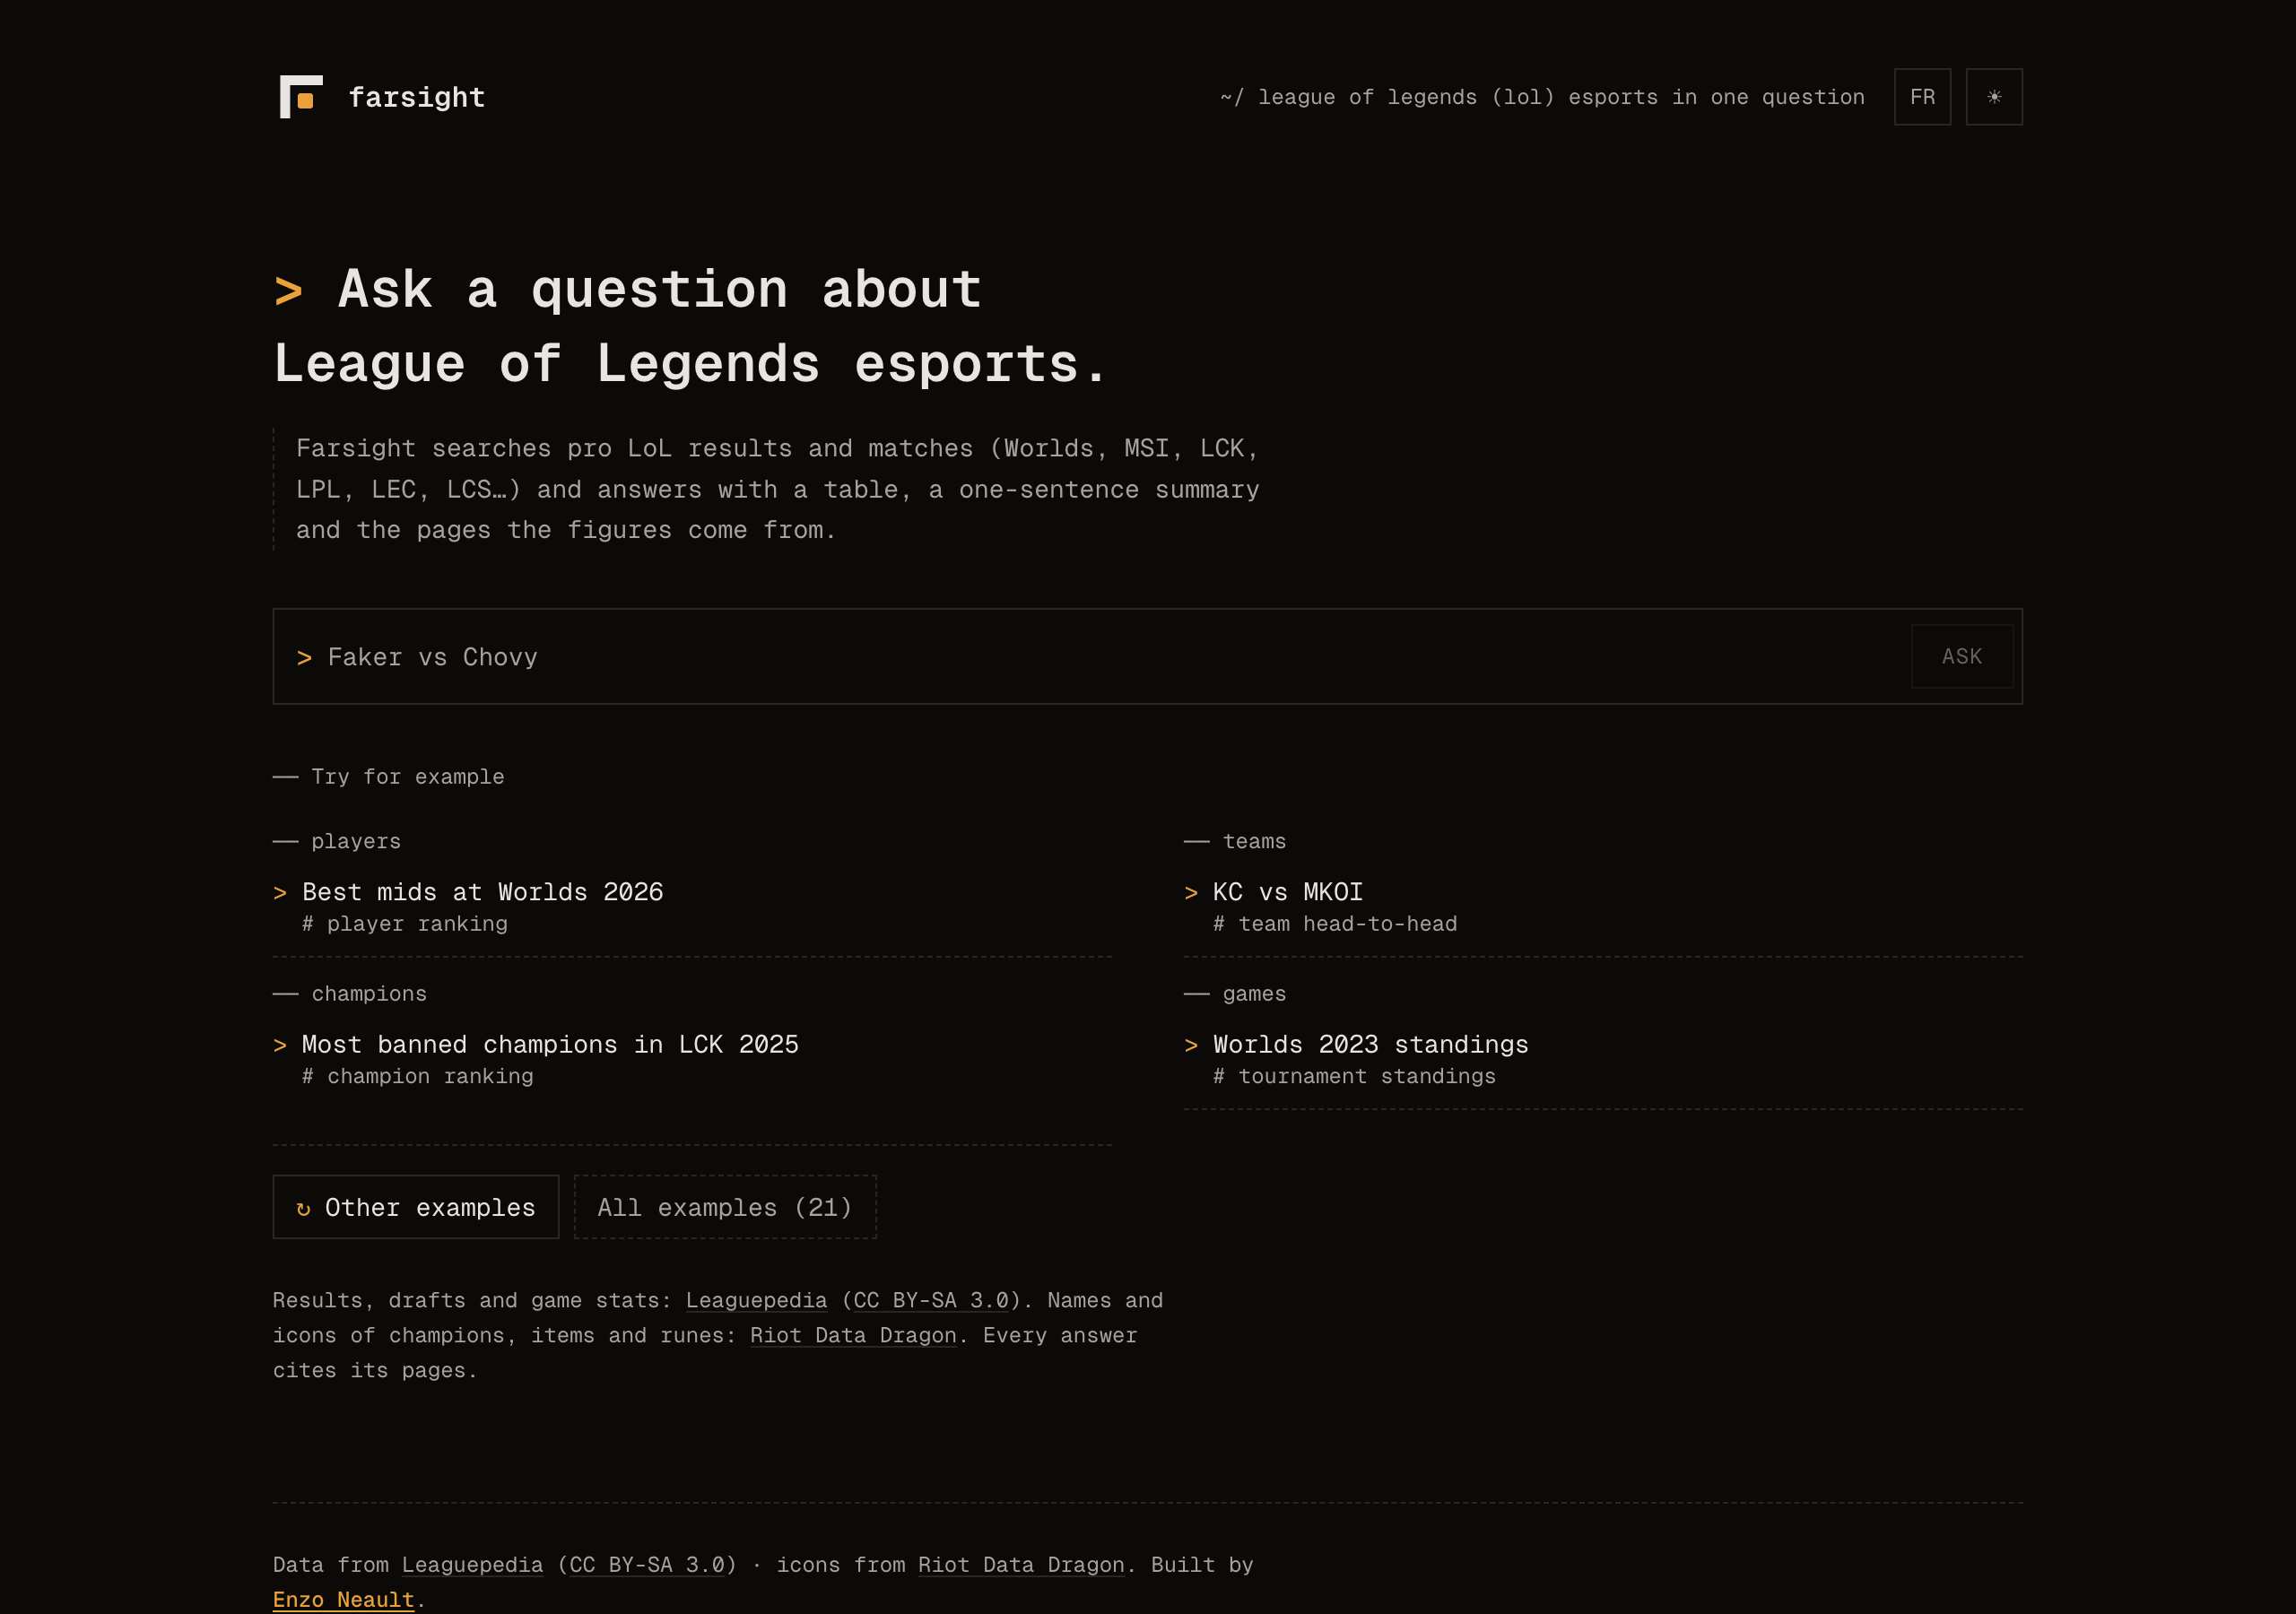 farsight
~/ league of legends (lol) esports in one question
FR
> Ask a question about
League of Legends esports.
Farsight searches pro LoL results and matches (Worlds, MSI, LCK,
LPL, LEC, LCS…) and answers with a table, a one-sentence summary
and the pages the figures come from.
> Faker vs Chovy
ASK
Try for example
players
> Best mids at Worlds 2026
# player ranking
teams
> KC vs MKOI
# team head-to-head
champions
> Most banned champions in LCK 2025
# champion ranking
games
> Worlds 2023 standings
# tournament standings
↻ Other examples
All examples (21)
Results, drafts and game stats: Leaguepedia (CC BY-SA 3.0). Names and
icons of champions, items and runes: Riot Data Dragon. Every answer
cites its pages.
Data from Leaguepedia (CC BY-SA 3.0) · icons from Riot Data Dragon. Built by
Enzo Neault.